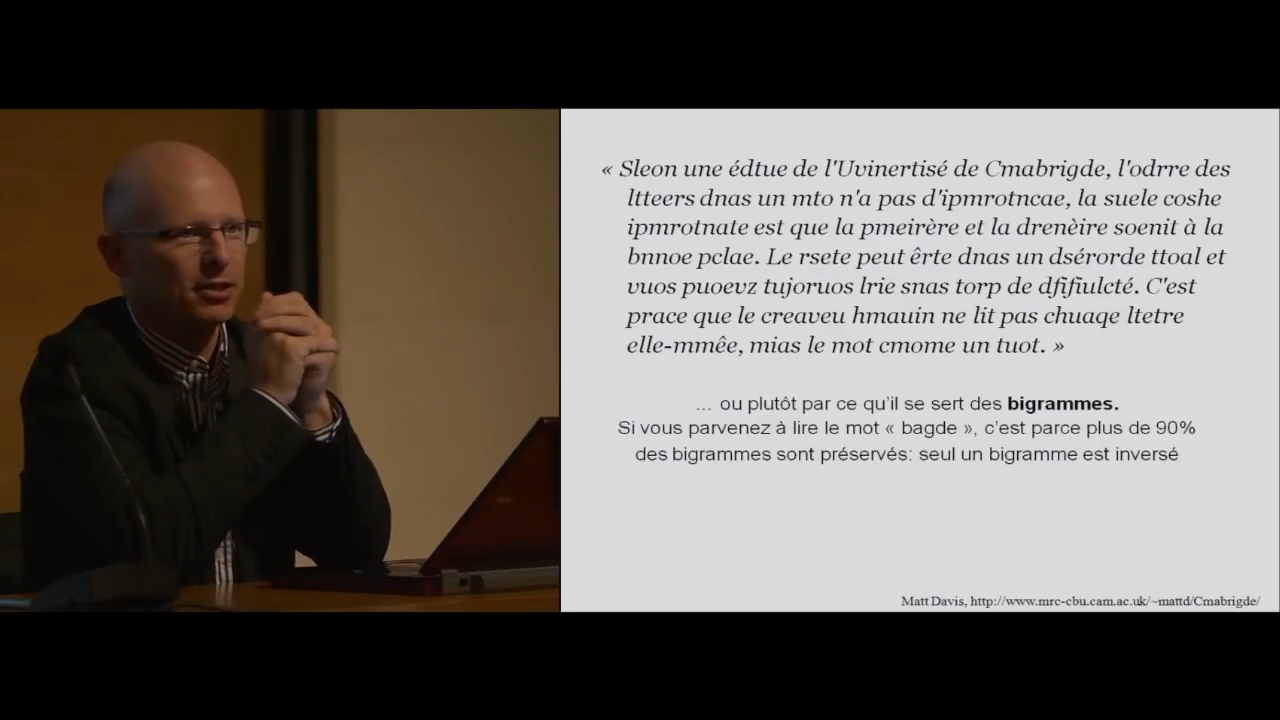 « Sleon une édtue de l'Uvinertisé de Cmabrigde, l'odrre des
ltteers dnas un mto n'a pas d'ipmrotncae, la suele coshe
ipmrotnate est que la pmeirère et la drenèire soenit à la
bnnoe pclae. Le rsete peut êrte dnas un dsérorde ttoal et
vuos puoevz tujoruos lrie snas torp de dfifiulcté. C'est
prace que le creaveu hmauin ne lit pas chuaqe ltetre
elle-mmêe, mias le mot cmome un tuot. »
... ou plutôt par ce qu'il se sert des bigrammes.
Si vous parvenez à lire le mot « bagde », c'est parce plus de 90%
des bigrammes sont préservés: seul un bigramme est inversé
Matt Davis, http://www.mrc-cbu.cam.ac.uk/~mattd/Cmabrigde/